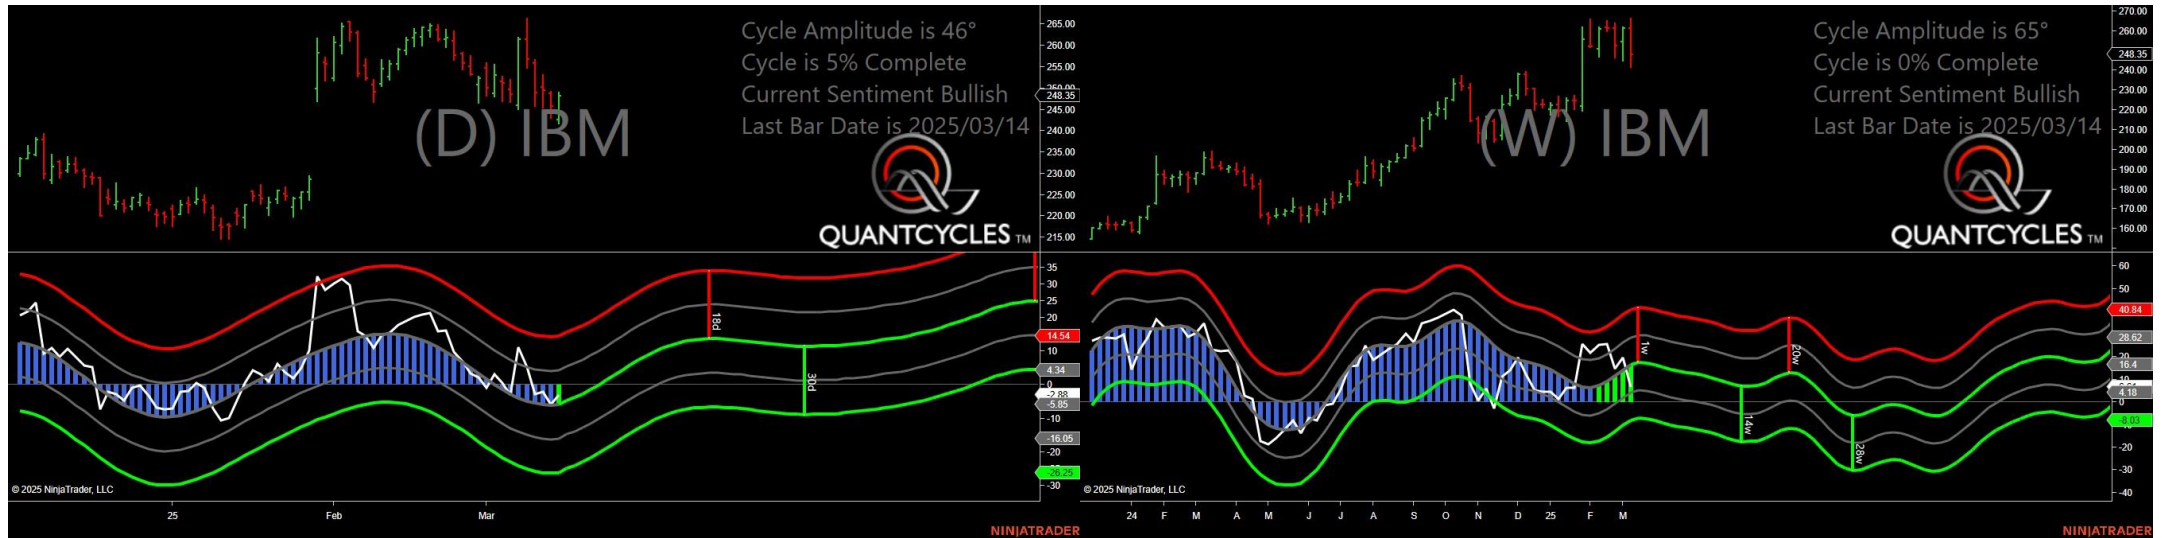 Cycle Amplitude is 46°
Cycle is 5% Complete
Current Sentiment Bullish
Last Bar Date is 2025/03/14
(D) IBM
QUANTCYCLES TM
265.00
260.00
255.00
250.00
248.35
245.00
240.00
235.00
230.00
225.00
220.00
215.00
35
30
25
20
14.54
10
4.34
0
-2.88
-5.85
-10
-16.05
-20
-26.25
-30
18d
30d
© 2025 NinjaTrader, LLC
25
Feb
Mar
NINJATRADER
Cycle Amplitude is 65°
Cycle is 0% Complete
Current Sentiment Bullish
Last Bar Date is 2025/03/14
(W) IBM
QUANTCYCLES TM
270.00
260.00
248.35
240.00
230.00
220.00
210.00
200.00
190.00
180.00
170.00
160.00
60
50
40.84
28.62
20
16.4
10
4.18
0
-8.03
-20
-30
-40
1w
20w
14w
28w
© 2025 NinjaTrader, LLC
24 F M A M J J A S O N D 25 F M
NINJATRADER